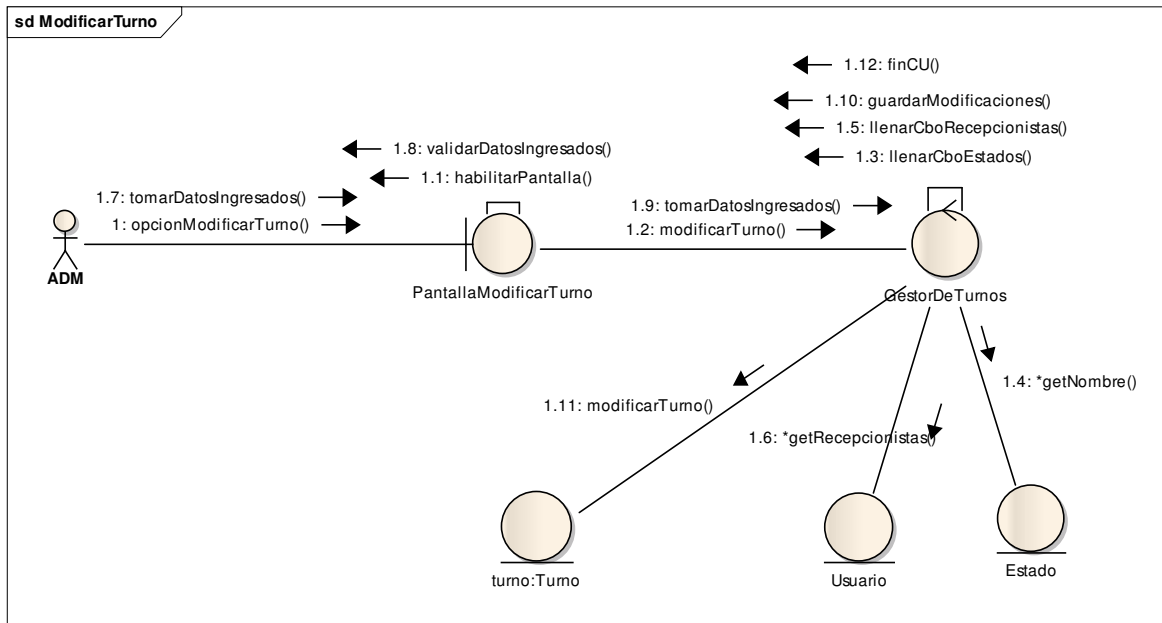 sd ModificarTurno
1.12: finCU()
1.10: guardarModificaciones()
1.5: llenarCboRecepcionistas()
1.3: llenarCboEstados()
1.8: validarDatosIngresados()
1.1: habilitarPantalla()
1.7: tomarDatosIngresados()
1: opcionModificarTurno()
1.9: tomarDatosIngresados()
1.2: modificarTurno()
ADM
PantallaModificarTurno
GestorDeTurnos
1.4: *getNombre()
1.11: modificarTurno()
1.6: *getRecepcionistas()
turno:Turno
Usuario
Estado